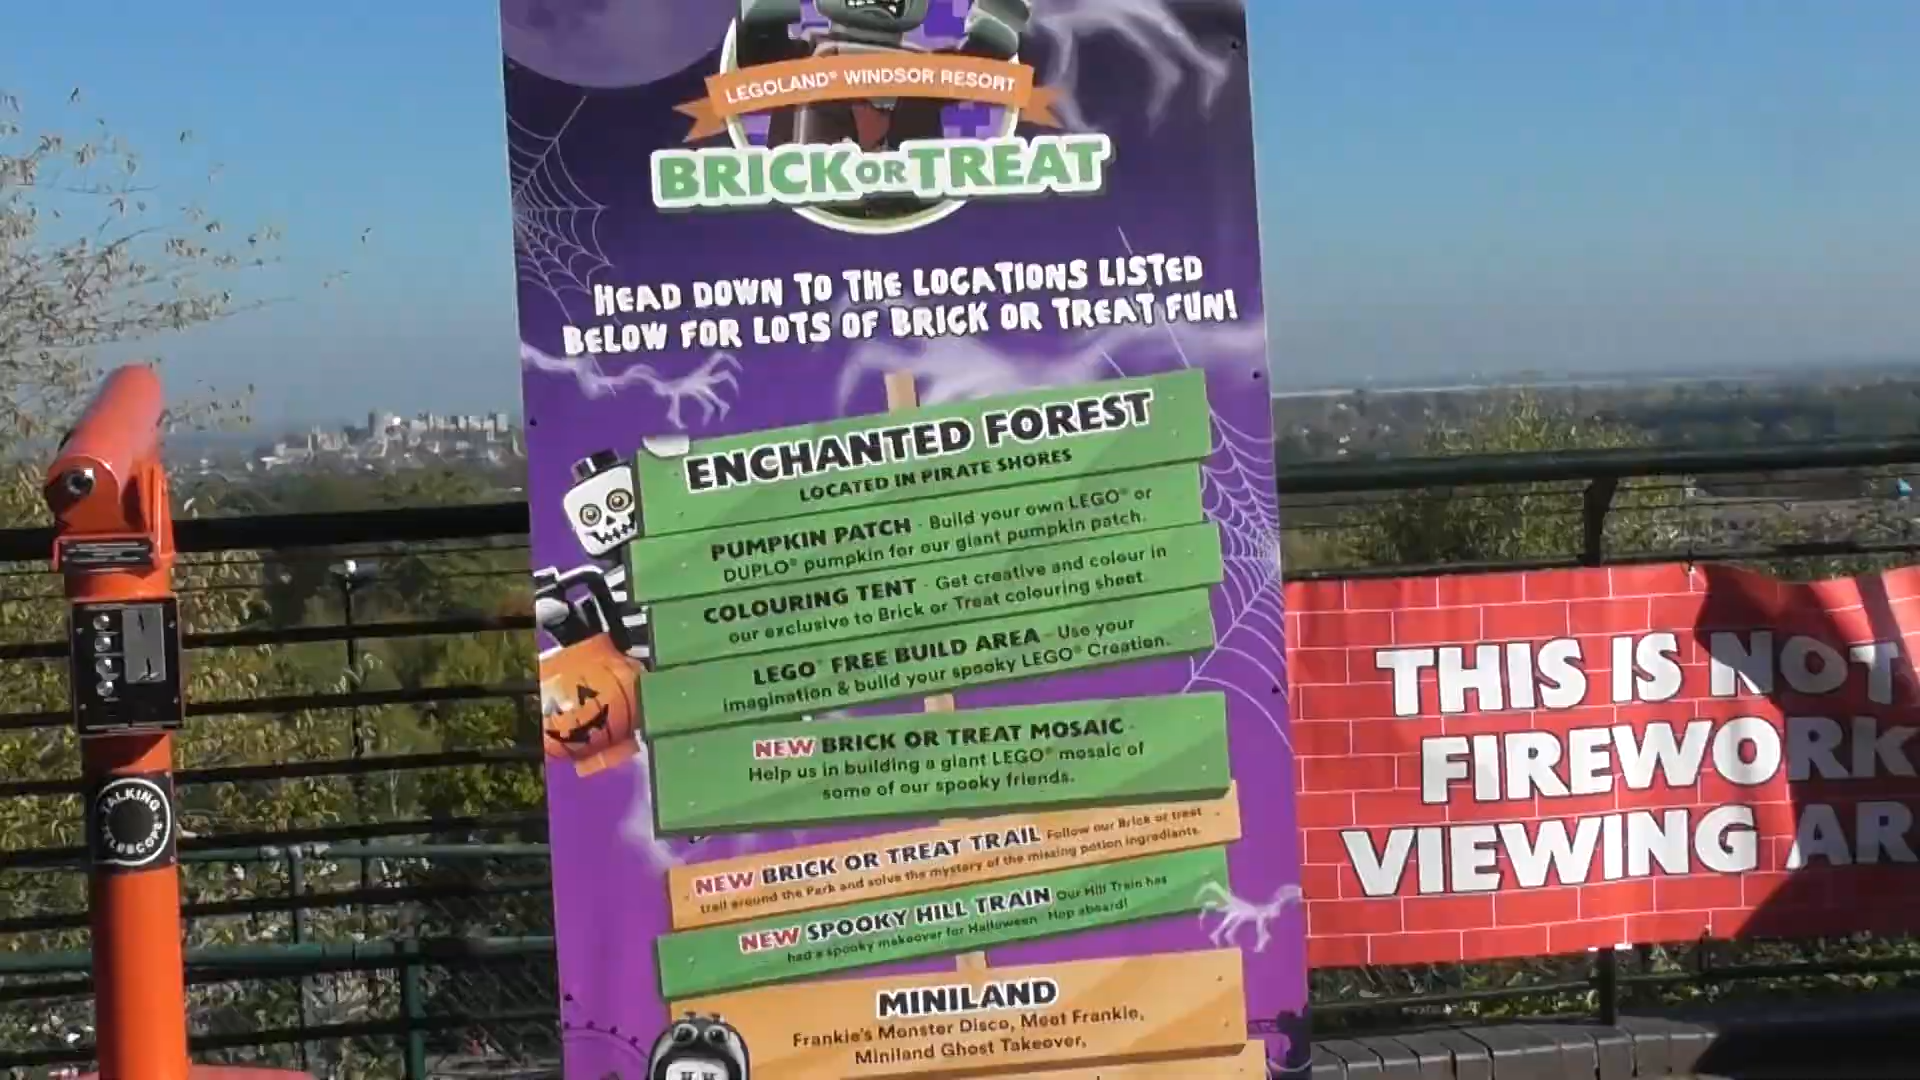 LEGOLAND® WINDSOR RESORT
BRICK OR TREAT
HEAD DOWN TO THE LOCATIONS LISTED
BELOW FOR LOTS OF BRICK OR TREAT FUN!
ENCHANTED FOREST
LOCATED IN PIRATE SHORES
PUMPKIN PATCH - Build your own LEGO® or
DUPLO® pumpkin for our giant pumpkin patch.
COLOURING TENT - Get creative and colour in
our exclusive to Brick or Treat colouring sheet.
LEGO® FREE BUILD AREA - Use your
imagination & build your spooky LEGO® Creation.
NEW BRICK OR TREAT MOSAIC -
Help us in building a giant LEGO® mosaic of
some of our spooky friends.
NEW BRICK OR TREAT TRAIL Follow our Brick or treat
trail around the Park and solve the mystery of the missing potion ingredients.
NEW SPOOKY HILL TRAIN Our Hill Train has
had a spooky makeover for Halloween. Hop aboard!
MINILAND
Frankie's Monster Disco, Meet Frankie,
Miniland Ghost Takeover,
TALKING
TELESCOPE
THIS IS NOT
FIREWORK
VIEWING AR